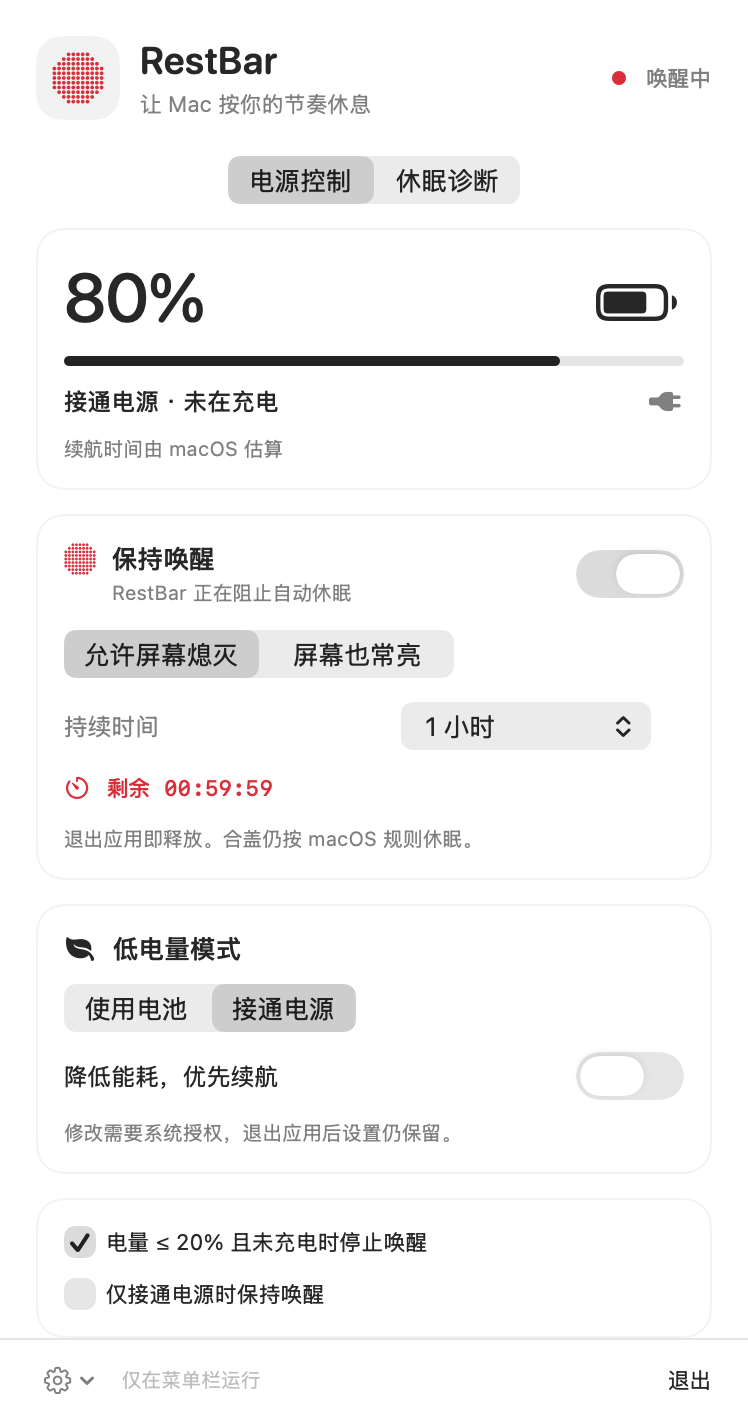 RestBar
让 Mac 按你的节奏休息
唤醒中
电源控制 休眠诊断
80%
接通电源 · 未在充电
续航时间由 macOS 估算
保持唤醒
RestBar 正在阻止自动休眠
允许屏幕熄灭 屏幕也常亮
持续时间 1 小时
剩余 00:59:59
退出应用即释放。合盖仍按 macOS 规则休眠。
低电量模式
使用电池 接通电源
降低能耗，优先续航
修改需要系统授权，退出应用后设置仍保留。
电量 ≤ 20% 且未充电时停止唤醒
仅接通电源时保持唤醒
仅在菜单栏运行 退出